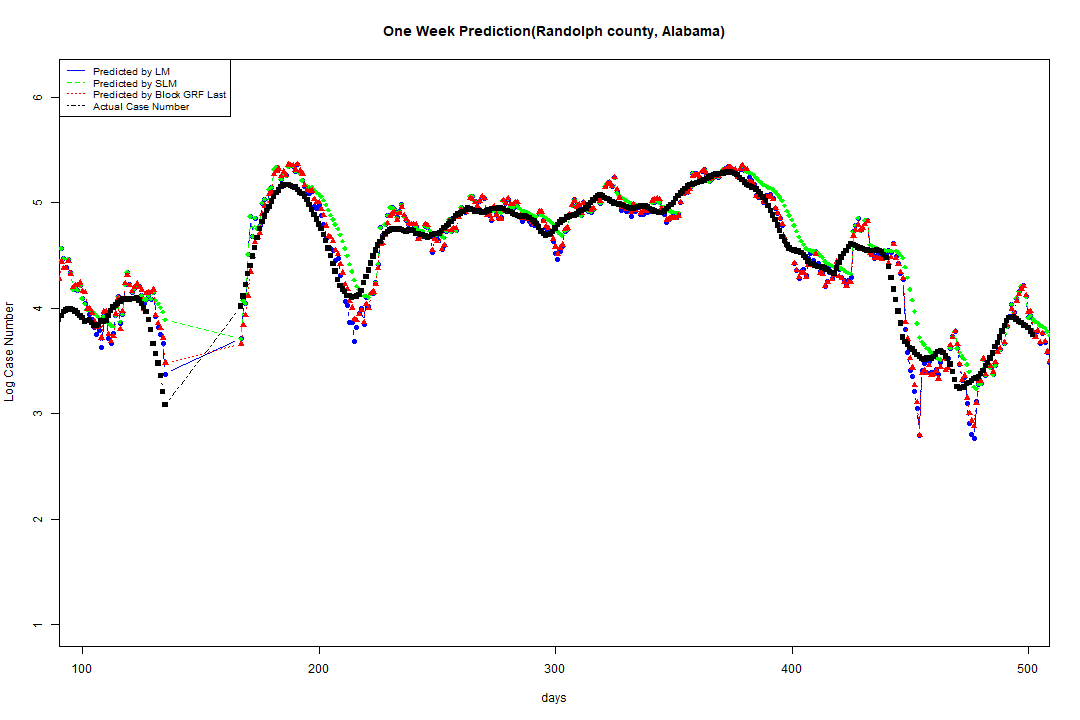 One Week Prediction(Randolph county, Alabama)
Predicted by LM
Predicted by SLM
Predicted by Block GRF Last
Actual Case Number
6
5
4
3
2
1
Log Case Number
100 200 300 400 500
days